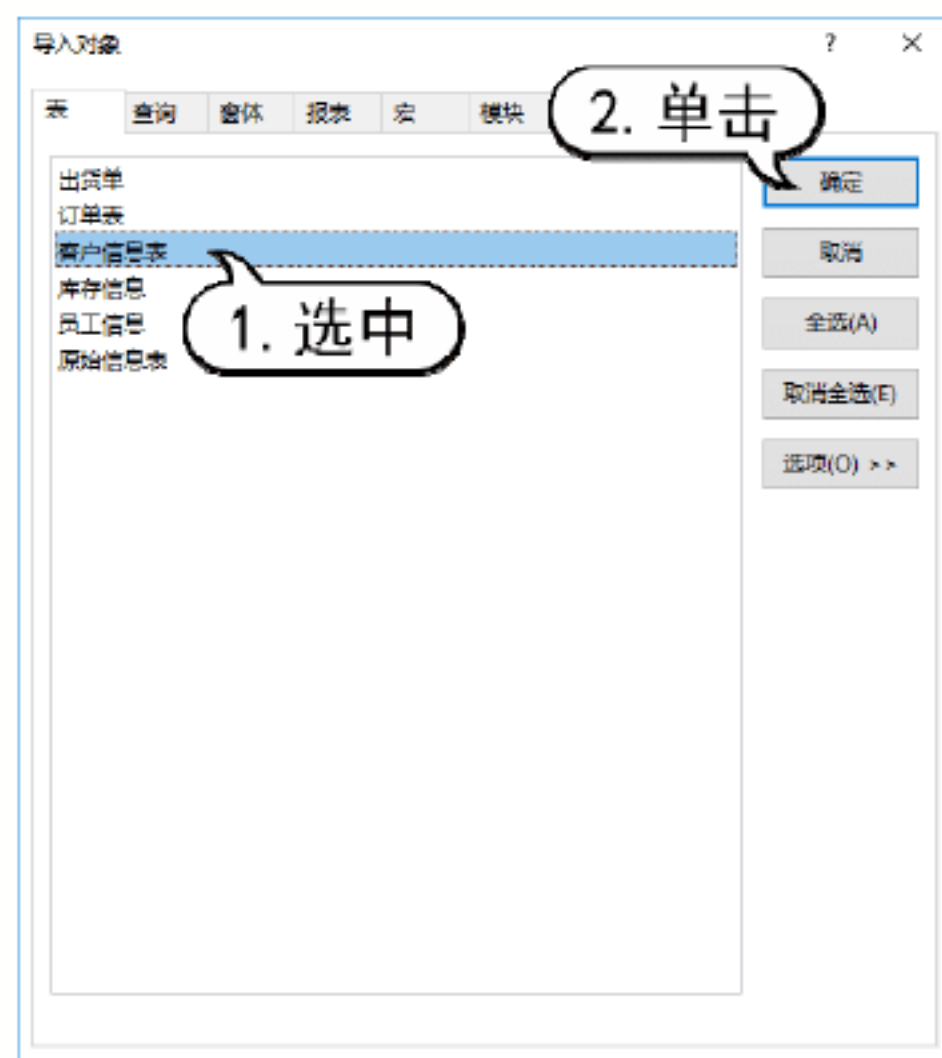 导入对象 ? ×
表 查询 窗体 报表 宏 模块
2. 单击
出货单
确定
订单表
客户信息表
取消
库存信息
1. 选中
员工信息
全选(A)
原始信息表
取消全选(E)
选项(O) >>